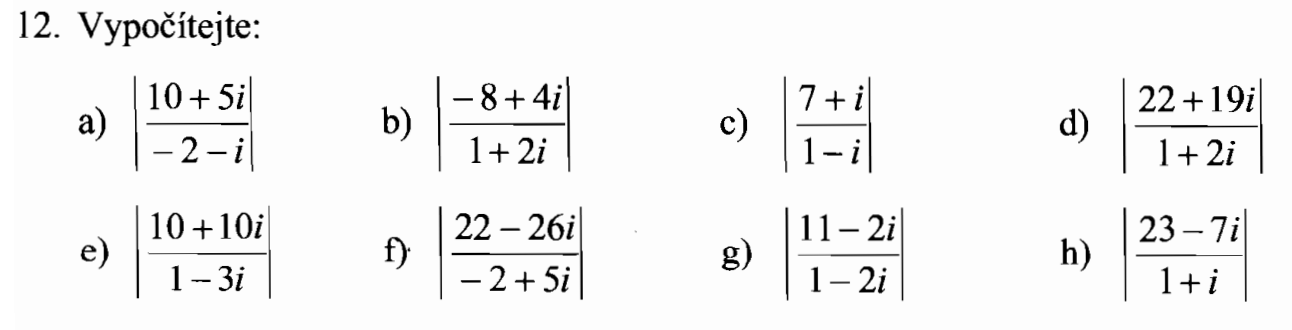 12. Vypočítejte:
a) |(10 + 5i)/(-2 - i)| b) |(-8 + 4i)/(1 + 2i)| c) |(7 + i)/(1 - i)| d) |(22 + 19i)/(1 + 2i)|
e) |(10 + 10i)/(1 - 3i)| f) |(22 - 26i)/(-2 + 5i)| g) |(11 - 2i)/(1 - 2i)| h) |(23 - 7i)/(1 + i)|